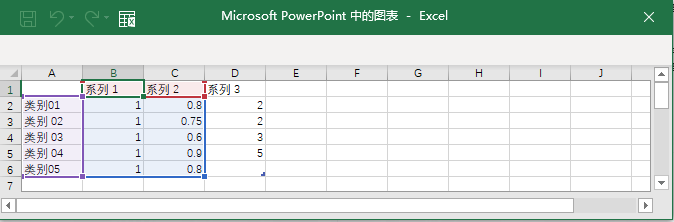 Microsoft PowerPoint 中的图表 - Excel
A B C D E F G H I J
1 系列 1 系列 2 系列 3
2 类别01 1 0.8 2
3 类别 02 1 0.75 2
4 类别 03 1 0.6 3
5 类别 04 1 0.9 5
6 类别05 1 0.8
7